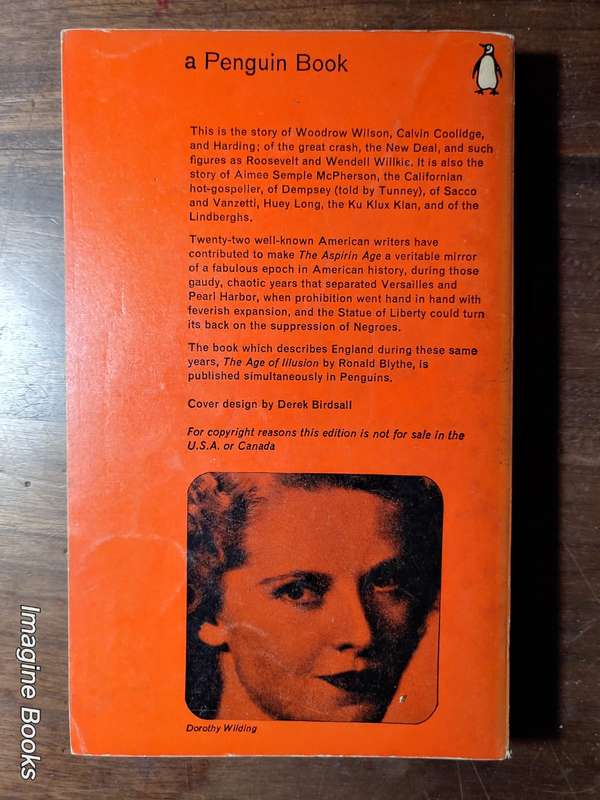 a Penguin Book
This is the story of Woodrow Wilson, Calvin Coolidge,
and Harding; of the great crash, the New Deal, and such
figures as Roosevelt and Wendell Willkie. It is also the
story of Aimee Semple McPherson, the Californian
hot-gospeller, of Dempsey (told by Tunney), of Sacco
and Vanzetti, Huey Long, the Ku Klux Klan, and of the
Lindberghs.
Twenty-two well-known American writers have
contributed to make The Aspirin Age a veritable mirror
of a fabulous epoch in American history, during those
gaudy, chaotic years that separated Versailles and
Pearl Harbor, when prohibition went hand in hand with
feverish expansion, and the Statue of Liberty could turn
its back on the suppression of Negroes.
The book which describes England during these same
years, The Age of Illusion by Ronald Blythe, is
published simultaneously in Penguins.
Cover design by Derek Birdsall
For copyright reasons this edition is not for sale in the
U.S.A. or Canada
Dorothy Wilding
Imagine Books